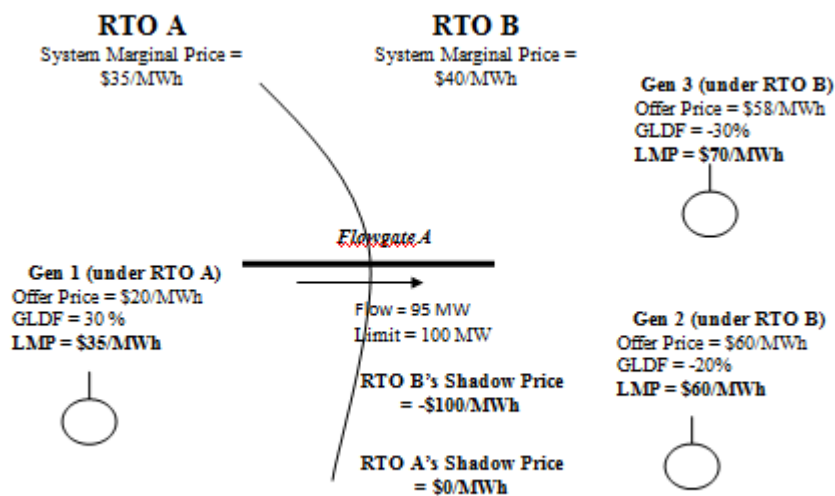 RTO A
System Marginal Price =
$35/MWh
RTO B
System Marginal Price =
$40/MWh
Gen 3 (under RTO B)
Offer Price = $58/MWh
GLDF = -30%
LMP = $70/MWh
Flowgate A
Gen 1 (under RTO A)
Offer Price = $20/MWh
GLDF = 30 %
LMP = $35/MWh
Flow = 95 MW
Limit = 100 MW
Gen 2 (under RTO B)
Offer Price = $60/MWh
GLDF = -20%
LMP = $60/MWh
RTO B's Shadow Price
= -$100/MWh
RTO A's Shadow Price
= $0/MWh